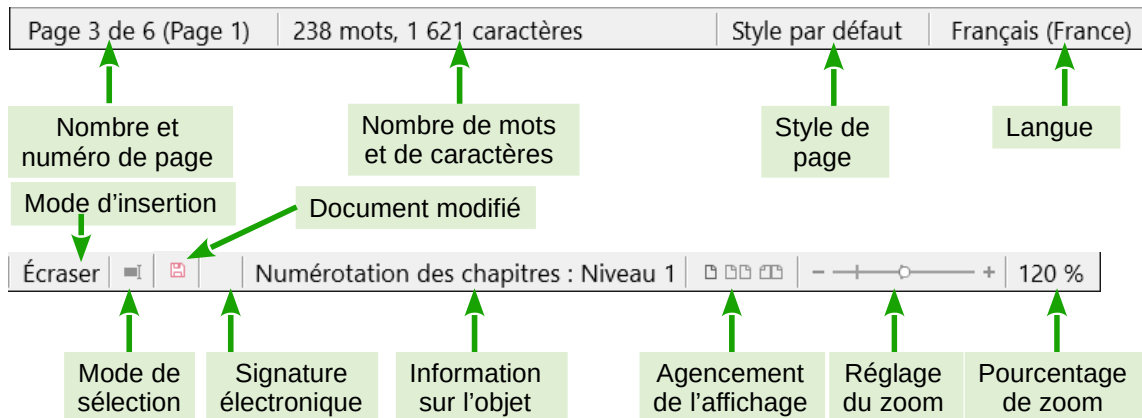 Page 3 de 6 (Page 1) 238 mots, 1 621 caractères Style par défaut Français (France)
Nombre et
numéro de page
Nombre de mots
et de caractères
Style de
page
Langue
Mode d’insertion
Document modifié
Écraser Numérotation des chapitres : Niveau 1 120 %
Mode de
sélection
Signature
électronique
Information
sur l’objet
Agencement
de l’affichage
Réglage
du zoom
Pourcentage
de zoom